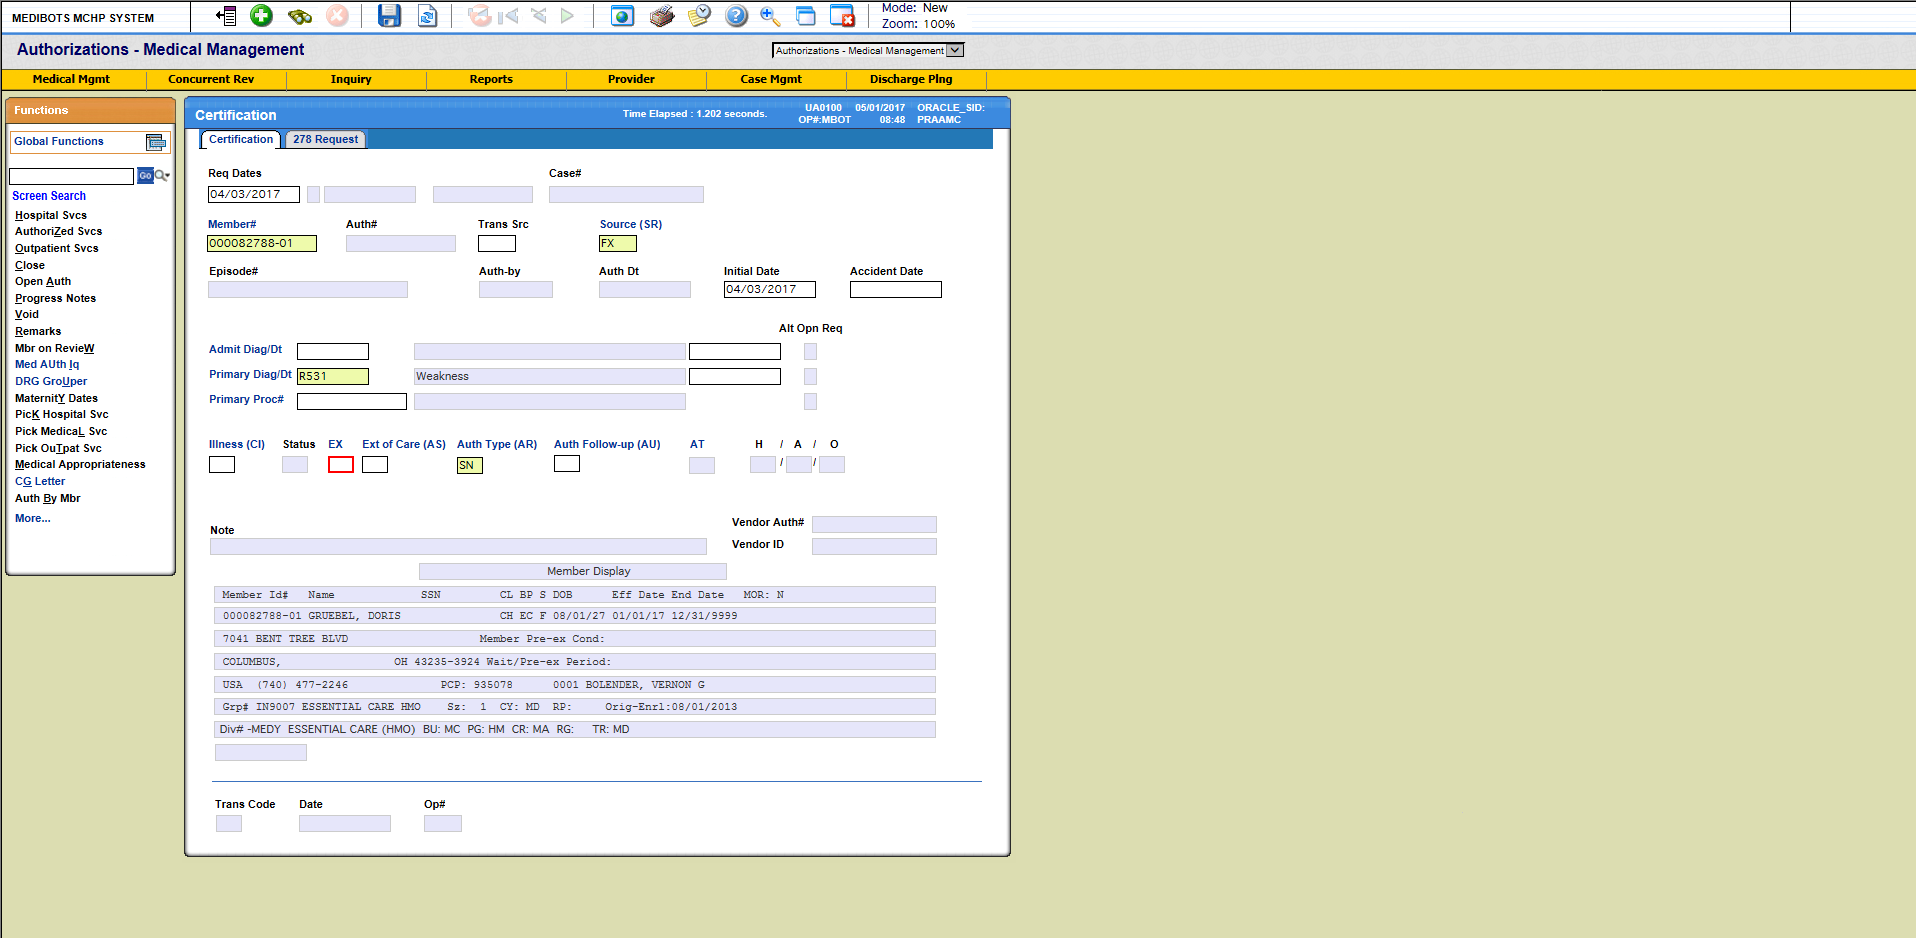 MEDIBOTS MCHP SYSTEM
Mode: New
Zoom: 100%
Authorizations - Medical Management
Authorizations - Medical Management
Medical Mgmt
Concurrent Rev
Inquiry
Reports
Provider
Case Mgmt
Discharge Plng
Functions
Global Functions
Go
Screen Search
Hospital Svcs
AuthoriZed Svcs
Outpatient Svcs
Close
Open Auth
Progress Notes
Void
Remarks
Mbr on RevieW
Med AUth Iq
DRG GroUper
MaternitY Dates
PicK Hospital Svc
Pick MedicaL Svc
Pick OuTpat Svc
Medical Appropriateness
CG Letter
Auth By Mbr
More...
Certification
Time Elapsed : 1.202 seconds.
UA0100 05/01/2017 ORACLE_SID:
OP#:MBOT 08:48 PRAAMC
Certification
278 Request
Req Dates Case#
04/03/2017
Member# Auth# Trans Src Source (SR)
000082788-01 FX
Episode# Auth-by Auth Dt Initial Date Accident Date
04/03/2017
Alt Opn Req
Admit Diag/Dt
Primary Diag/Dt R531 Weakness
Primary Proc#
Illness (CI) Status EX Ext of Care (AS) Auth Type (AR) Auth Follow-up (AU) AT H / A / O
SN / /
Vendor Auth#
Note
Vendor ID
Member Display
Member Id# Name SSN CL BP S DOB Eff Date End Date MOR: N
000082788-01 GRUEBEL, DORIS CH EC F 08/01/27 01/01/17 12/31/9999
7041 BENT TREE BLVD Member Pre-ex Cond:
COLUMBUS, OH 43235-3924 Wait/Pre-ex Period:
USA (740) 477-2246 PCP: 935078 0001 BOLENDER, VERNON G
Grp# IN9007 ESSENTIAL CARE HMO Sz: 1 CY: MD RP: Orig-Enrl:08/01/2013
Div# -MEDY ESSENTIAL CARE (HMO) BU: MC PG: HM CR: MA RG: TR: MD
Trans Code Date Op#